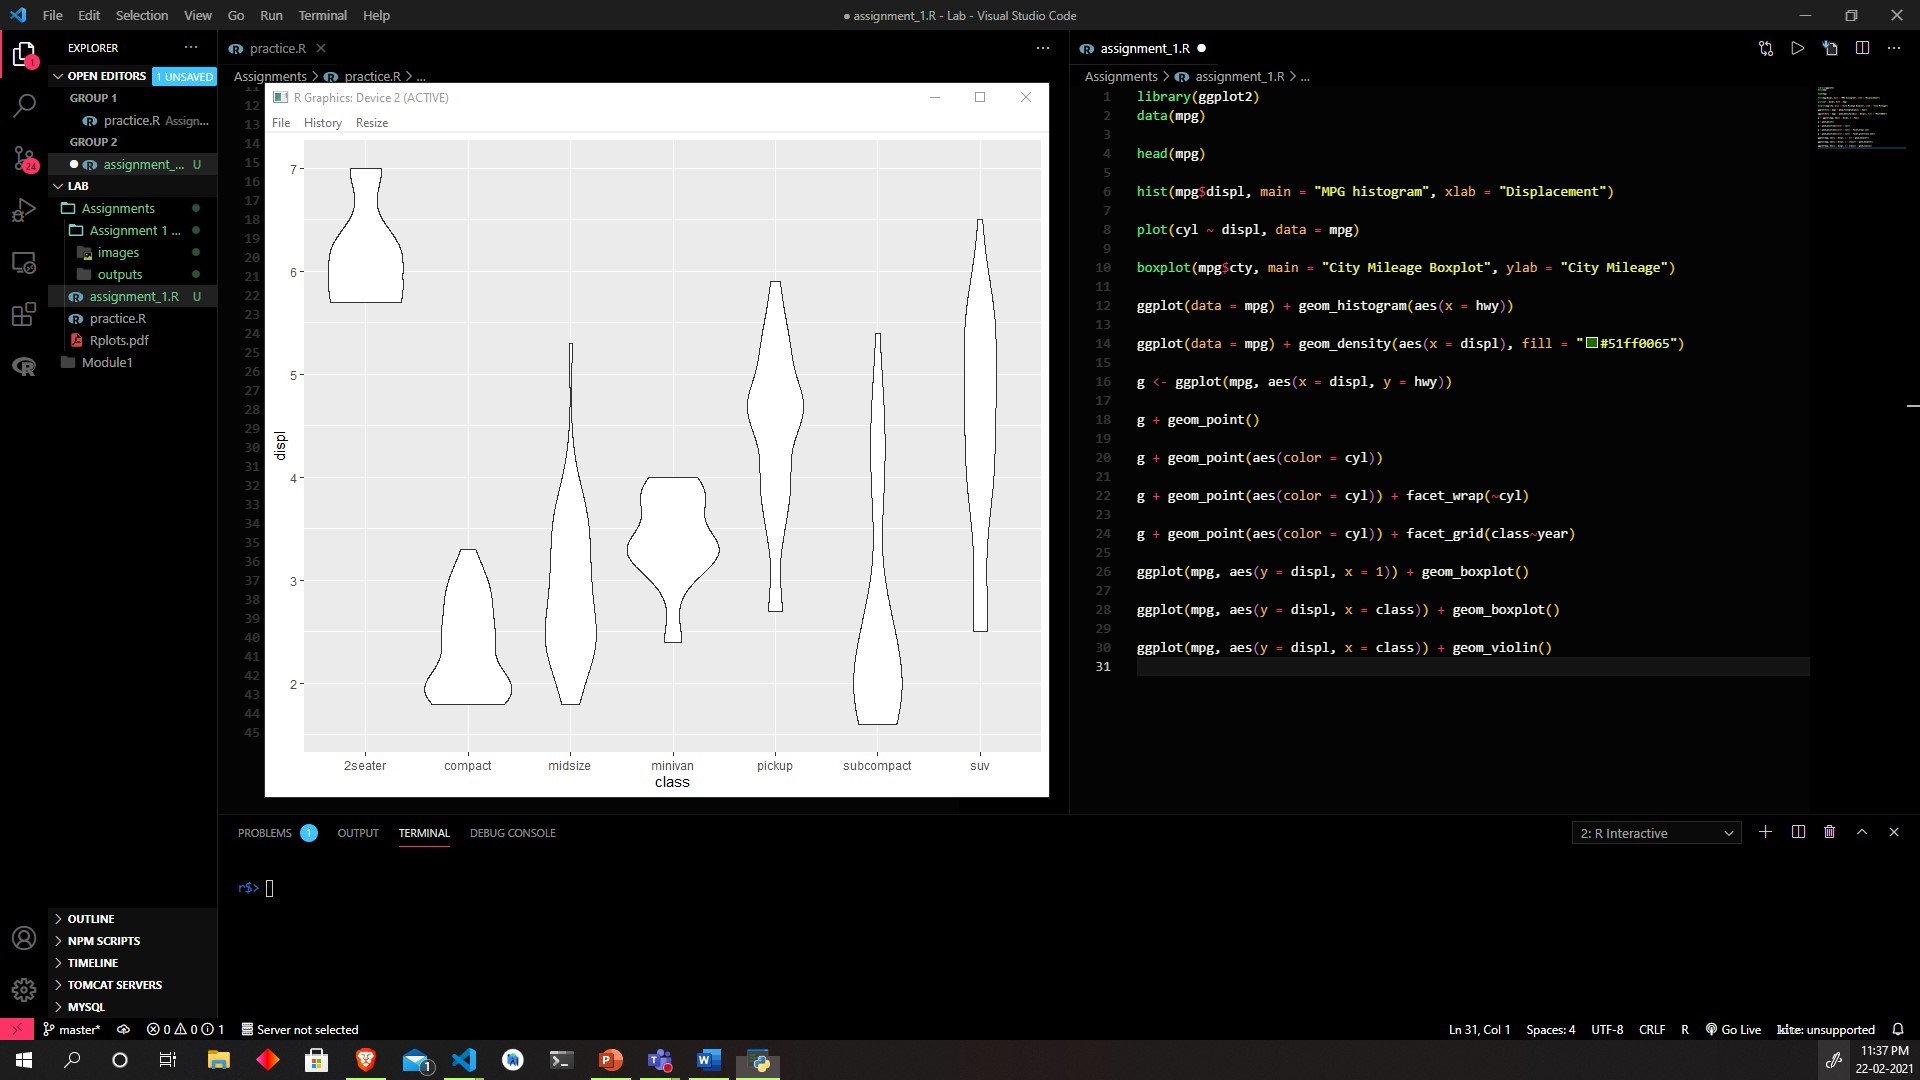 File Edit Selection View Go Run Terminal Help
● assignment_1.R - Lab - Visual Studio Code
EXPLORER
OPEN EDITORS 1 UNSAVED
GROUP 1
practice.R Assign...
GROUP 2
assignment_... U
LAB
Assignments
Assignment 1 ...
images
outputs
assignment_1.R U
practice.R
Rplots.pdf
Module1
OUTLINE
NPM SCRIPTS
TIMELINE
TOMCAT SERVERS
MYSQL
1
24
practice.R
Assignments > practice.R > ...
12
13
14
15
16
17
18
19
20
21
22
23
24
25
26
27
28
29
30
31
32
33
34
35
36
37
38
39
40
41
42
43
44
45
R Graphics: Device 2 (ACTIVE)
File History Resize
7
6
5
4
3
2
displ
2seater compact midsize minivan pickup subcompact suv
class
assignment_1.R
Assignments > assignment_1.R > ...
1 library(ggplot2)
2 data(mpg)
3
4 head(mpg)
5
6 hist(mpg$displ, main = "MPG histogram", xlab = "Displacement")
7
8 plot(cyl ~ displ, data = mpg)
9
10 boxplot(mpg$cty, main = "City Mileage Boxplot", ylab = "City Mileage")
11
12 ggplot(data = mpg) + geom_histogram(aes(x = hwy))
13
14 ggplot(data = mpg) + geom_density(aes(x = displ), fill = "#51ff0065")
15
16 g <- ggplot(mpg, aes(x = displ, y = hwy))
17
18 g + geom_point()
19
20 g + geom_point(aes(color = cyl))
21
22 g + geom_point(aes(color = cyl)) + facet_wrap(~cyl)
23
24 g + geom_point(aes(color = cyl)) + facet_grid(class~year)
25
26 ggplot(mpg, aes(y = displ, x = 1)) + geom_boxplot()
27
28 ggplot(mpg, aes(y = displ, x = class)) + geom_boxplot()
29
30 ggplot(mpg, aes(y = displ, x = class)) + geom_violin()
31
PROBLEMS 1 OUTPUT TERMINAL DEBUG CONSOLE
2: R Interactive
r$>
master* 0 0 1 Server not selected
Ln 31, Col 1 Spaces: 4 UTF-8 CRLF R Go Live kite: unsupported
1
11:37 PM
22-02-2021